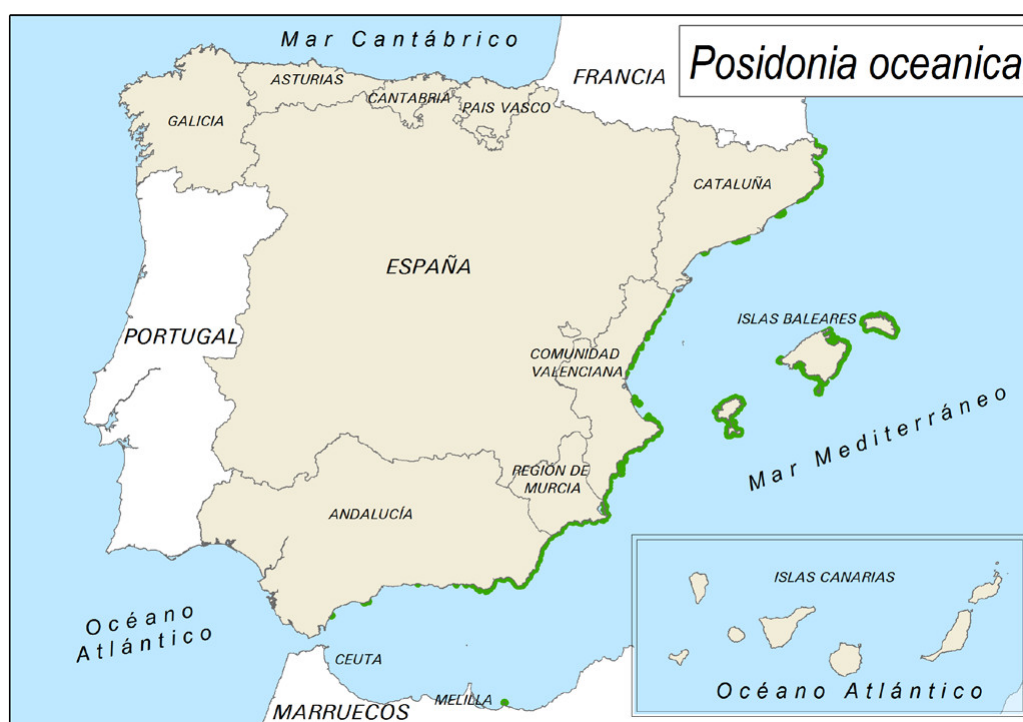 Mar Cantábrico
Posidonia oceanica
FRANCIA
ASTURIAS
CANTABRIA
PAIS VASCO
GALICIA
CATALUÑA
ESPAÑA
ISLAS BALEARES
PORTUGAL
COMUNIDAD
VALENCIANA
Mar Mediterráneo
REGIÓN DE
MURCIA
ANDALUCÍA
ISLAS CANARIAS
Océano
Atlántico
CEUTA
MELILLA
Océano Atlántico
MARRUECOS